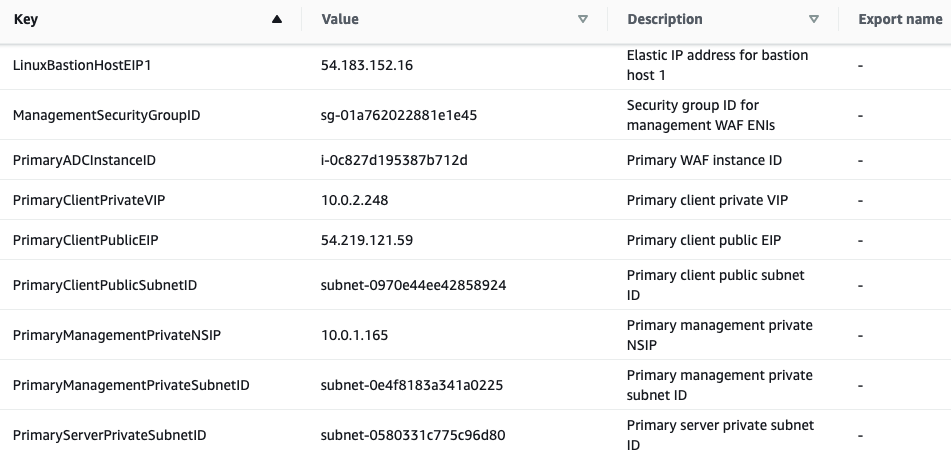 Key Value Description Export name
LinuxBastionHostEIP1 54.183.152.16 Elastic IP address for bastion -
host 1
ManagementSecurityGroupID sg-01a762022881e1e45 Security group ID for -
management WAF ENIs
PrimaryADCInstanceID i-0c827d195387b712d Primary WAF instance ID -
PrimaryClientPrivateVIP 10.0.2.248 Primary client private VIP -
PrimaryClientPublicEIP 54.219.121.59 Primary client public EIP -
PrimaryClientPublicSubnetID subnet-0970e44ee42858924 Primary client public subnet -
ID
PrimaryManagementPrivateNSIP 10.0.1.165 Primary management private -
NSIP
PrimaryManagementPrivateSubnetID subnet-0e4f8183a341a0225 Primary management private -
subnet ID
PrimaryServerPrivateSubnetID subnet-0580331c775c96d80 Primary server private subnet -
ID